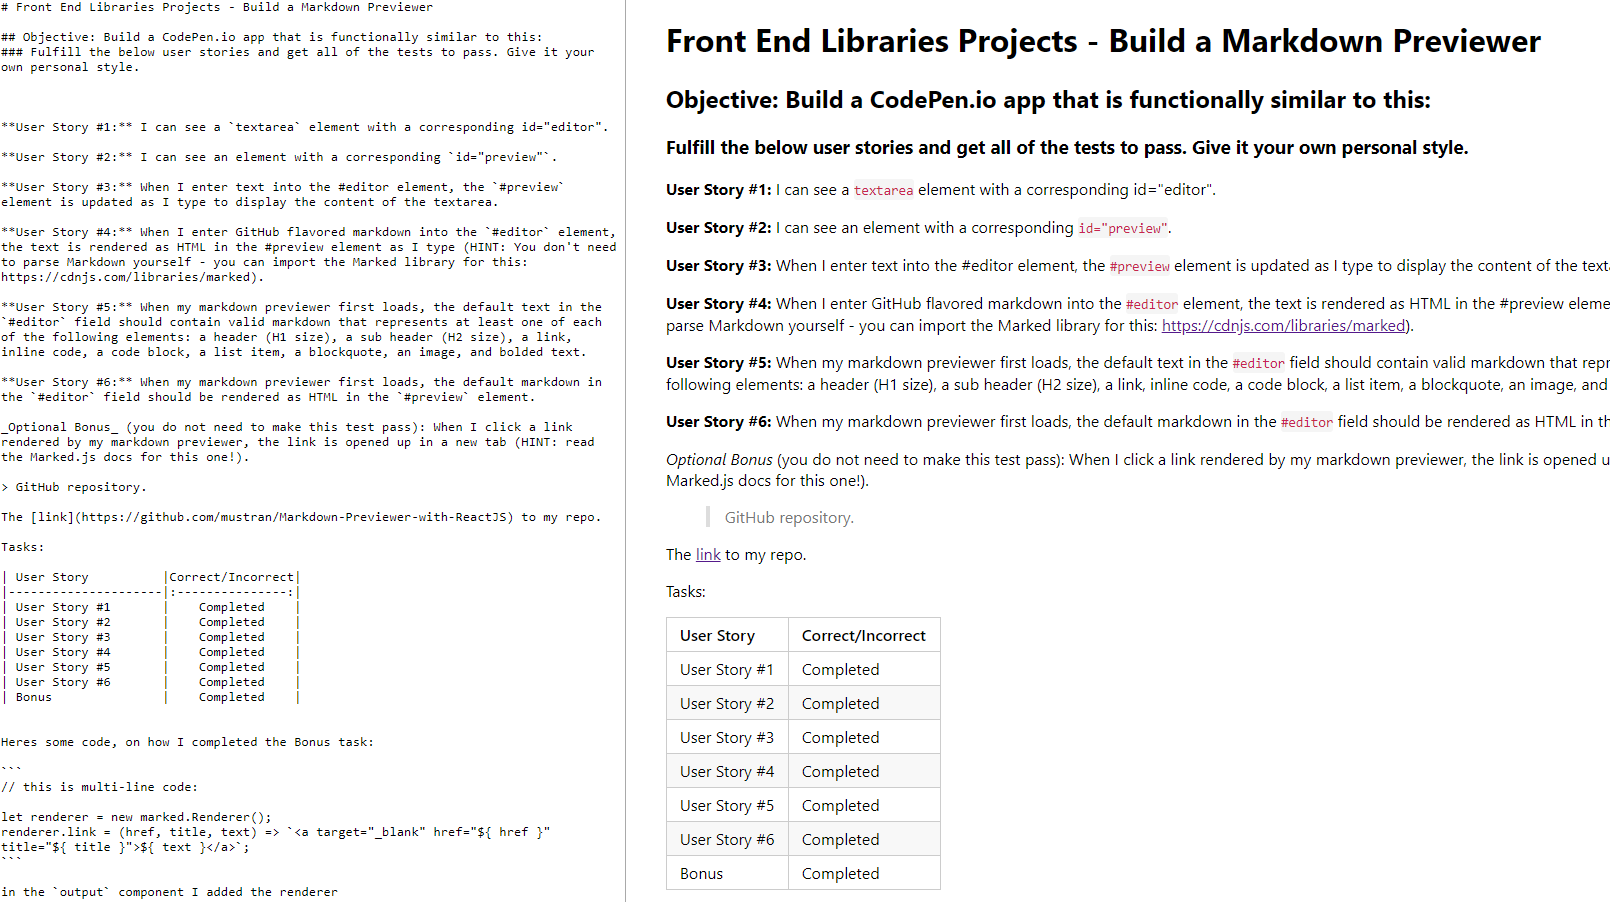 # Front End Libraries Projects - Build a Markdown Previewer
## Objective: Build a CodePen.io app that is functionally similar to this:
### Fulfill the below user stories and get all of the tests to pass. Give it your
own personal style.
**User Story #1:** I can see a `textarea` element with a corresponding id="editor".
**User Story #2:** I can see an element with a corresponding `id="preview"`.
**User Story #3:** When I enter text into the #editor element, the `#preview`
element is updated as I type to display the content of the textarea.
**User Story #4:** When I enter GitHub flavored markdown into the `#editor` element,
the text is rendered as HTML in the #preview element as I type (HINT: You don't need
to parse Markdown yourself - you can import the Marked library for this:
https://cdnjs.com/libraries/marked).
**User Story #5:** When my markdown previewer first loads, the default text in the
`#editor` field should contain valid markdown that represents at least one of each
of the following elements: a header (H1 size), a sub header (H2 size), a link,
inline code, a code block, a list item, a blockquote, an image, and bolded text.
**User Story #6:** When my markdown previewer first loads, the default markdown in
the `#editor` field should be rendered as HTML in the `#preview` element.
_Optional Bonus_ (you do not need to make this test pass): When I click a link
rendered by my markdown previewer, the link is opened up in a new tab (HINT: read
the Marked.js docs for this one!).
> GitHub repository.
The [link](https://github.com/mustran/Markdown-Previewer-with-ReactJS) to my repo.
Tasks:
| User Story          |Correct/Incorrect|
|---------------------|:---------------:|
| User Story #1       |    Completed    |
| User Story #2       |    Completed    |
| User Story #3       |    Completed    |
| User Story #4       |    Completed    |
| User Story #5       |    Completed    |
| User Story #6       |    Completed    |
| Bonus               |    Completed    |
Heres some code, on how I completed the Bonus task:
```
// this is multi-line code:
let renderer = new marked.Renderer();
renderer.link = (href, title, text) => `<a target="_blank" href="${ href }"
title="${ title }">${ text }</a>`;
```
in the `output` component I added the renderer
Front End Libraries Projects - Build a Markdown Previewer
Objective: Build a CodePen.io app that is functionally similar to this:
Fulfill the below user stories and get all of the tests to pass. Give it your own personal style.
User Story #1: I can see a textarea element with a corresponding id="editor".
User Story #2: I can see an element with a corresponding id="preview".
User Story #3: When I enter text into the #editor element, the #preview element is updated as I type to display the content of the text
User Story #4: When I enter GitHub flavored markdown into the #editor element, the text is rendered as HTML in the #preview eleme
parse Markdown yourself - you can import the Marked library for this: https://cdnjs.com/libraries/marked).
User Story #5: When my markdown previewer first loads, the default text in the #editor field should contain valid markdown that repr
following elements: a header (H1 size), a sub header (H2 size), a link, inline code, a code block, a list item, a blockquote, an image, and
User Story #6: When my markdown previewer first loads, the default markdown in the #editor field should be rendered as HTML in th
Optional Bonus (you do not need to make this test pass): When I click a link rendered by my markdown previewer, the link is opened u
Marked.js docs for this one!).
GitHub repository.
The link to my repo.
Tasks:
User Story Correct/Incorrect
User Story #1 Completed
User Story #2 Completed
User Story #3 Completed
User Story #4 Completed
User Story #5 Completed
User Story #6 Completed
Bonus Completed